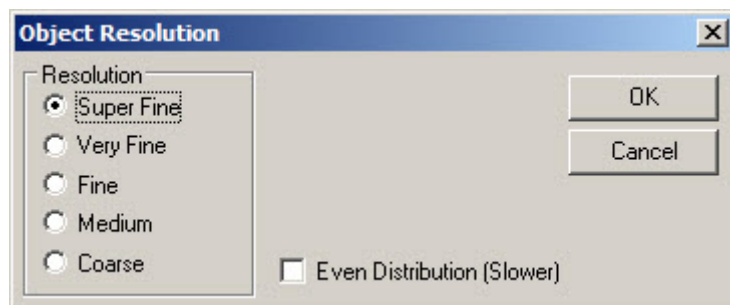 Object Resolution
Resolution
Super Fine
Very Fine
Fine
Medium
Coarse
OK
Cancel
Even Distribution (Slower)